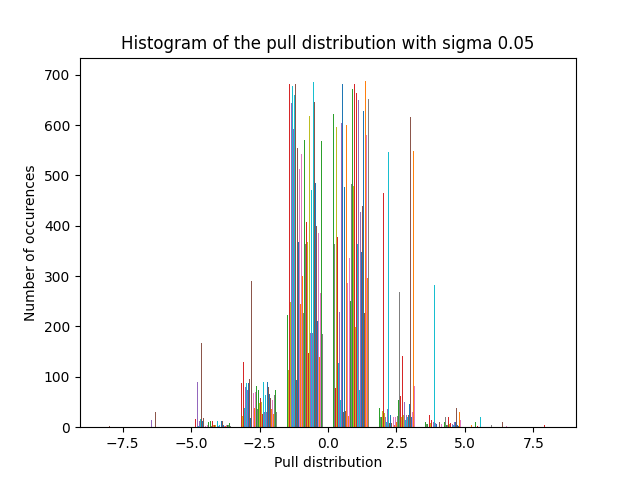 Histogram of the pull distribution with sigma 0.05
Number of occurences
700
600
500
400
300
200
100
0
−7.5 −5.0 −2.5 0.0 2.5 5.0 7.5
Pull distribution